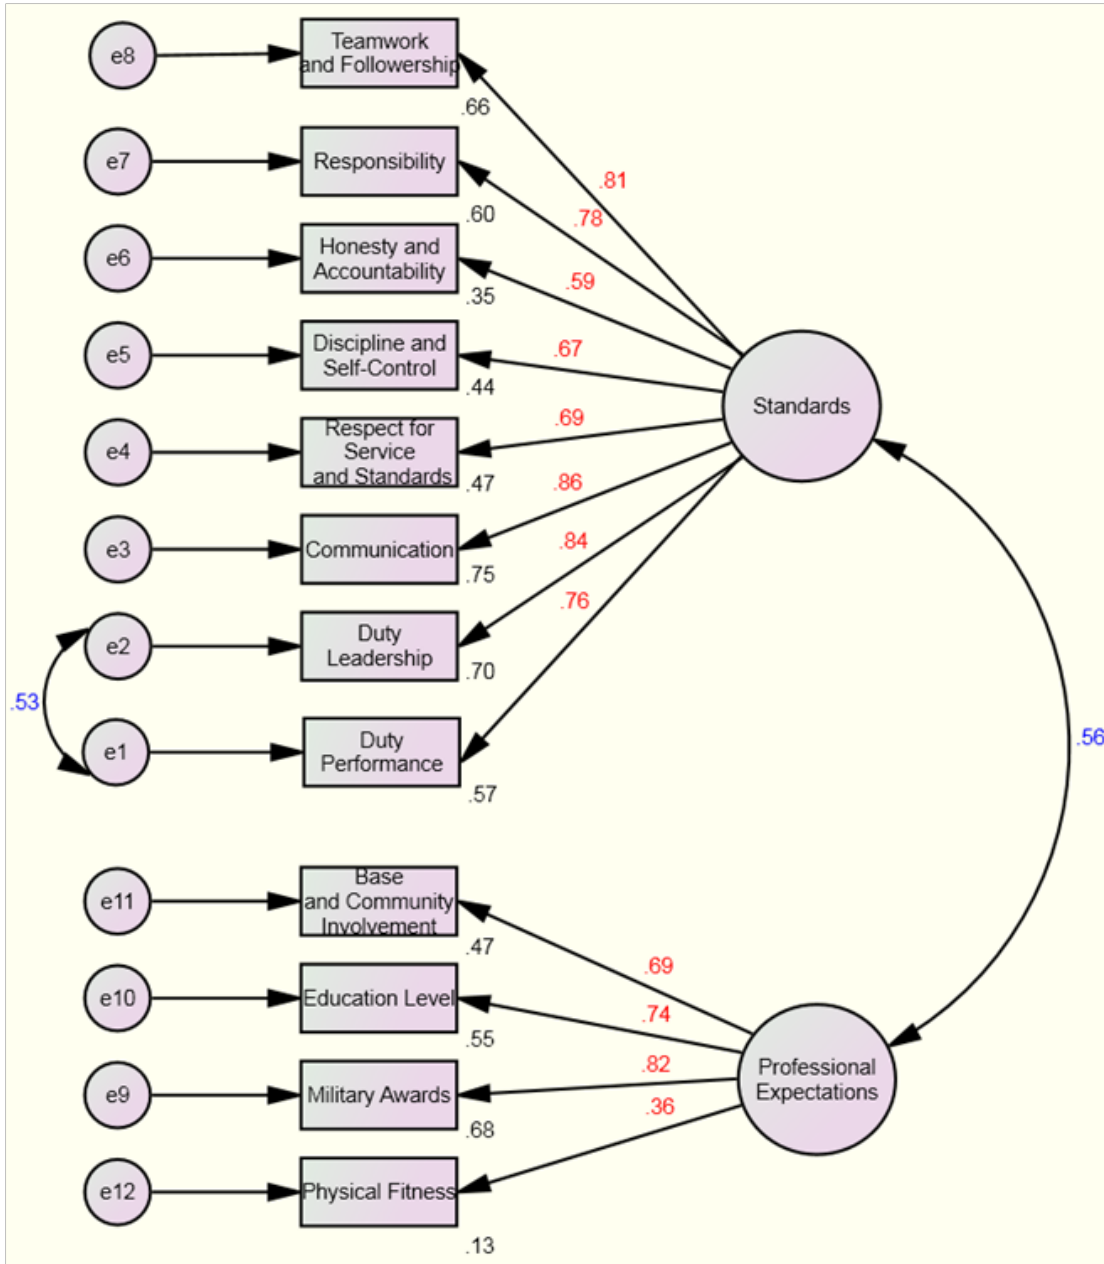 e8
Teamwork
and Followership
.66
.81
e7
Responsibility
.60
.78
e6
Honesty and
Accountability
.35
.59
e5
Discipline and
Self-Control
.44
.67
Standards
e4
Respect for
Service
and Standards
.47
.69
e3
Communication
.75
.86
e2
Duty
Leadership
.70
.84
.53
e1
Duty
Performance
.57
.76
.56
e11
Base
and Community
Involvement
.47
.69
e10
Education Level
.55
.74
Professional
Expectations
e9
Military Awards
.68
.82
e12
Physical Fitness
.13
.36